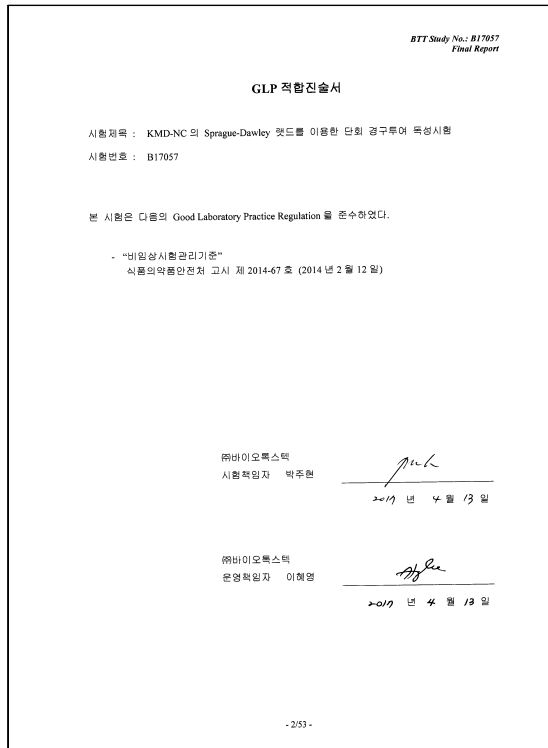 BTT Study No.: B17057
Final Report
GLP 적합진술서
시험제목 : KMD-NC 의 Sprague-Dawley 랫드를 이용한 단회 경구투여 독성시험
시험번호 : B17057
본 시험은 다음의 Good Laboratory Practice Regulation 을 준수하였다.
- “비임상시험관리기준”
식품의약품안전처 고시 제 2014-67 호 (2014 년 2 월 12 일)
㈜바이오톡스텍
시험책임자 박주현
2017 년 4 월 13 일
㈜바이오톡스텍
운영책임자 이혜영
2017 년 4 월 13 일
- 2/53 -